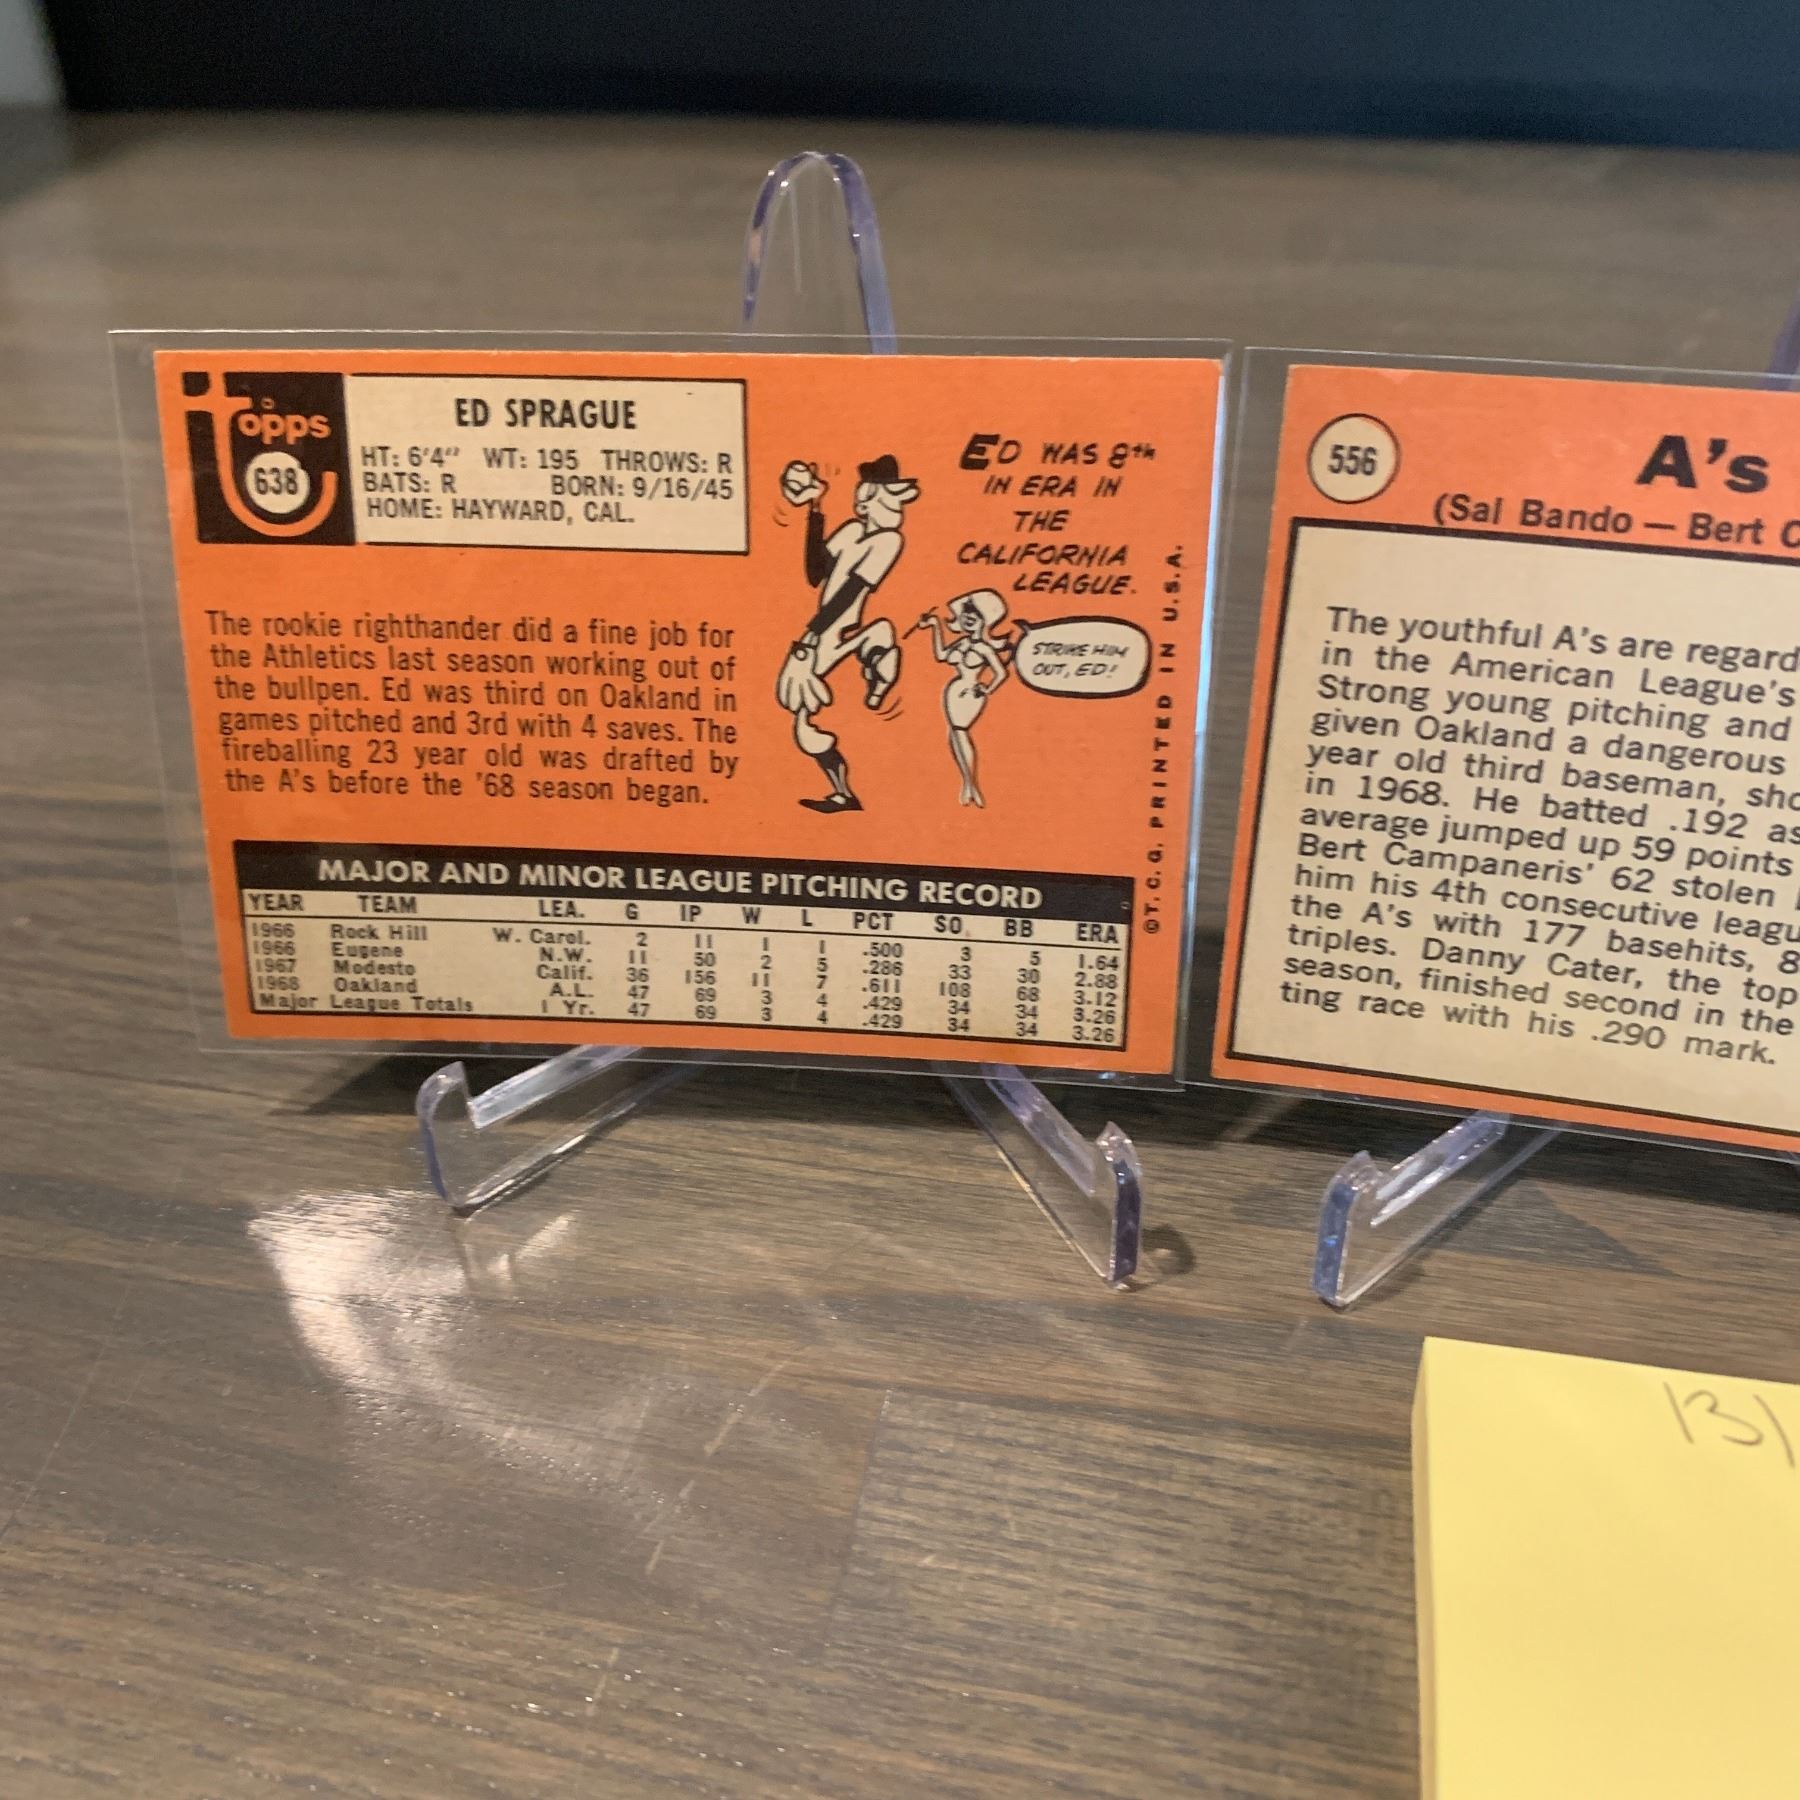 topps
638
ED SPRAGUE
HT: 6'4" WT: 195 THROWS: R
BATS: R BORN: 9/16/45
HOME: HAYWARD, CAL.
The rookie righthander did a fine job for
the Athletics last season working out of
the bullpen. Ed was third on Oakland in
games pitched and 3rd with 4 saves. The
fireballing 23 year old was drafted by
the A's before the '68 season began.
ED WAS 8th
IN ERA IN
THE
CALIFORNIA
LEAGUE.
STRIKE HIM
OUT, ED!
©T.C.G. PRINTED IN U.S.A.
MAJOR AND MINOR LEAGUE PITCHING RECORD
YEAR TEAM LEA. G IP W L PCT SO BB ERA
1966 Rock Hill W. Carol. 2 11 1 1 .500 3 5 1.64
1966 Eugene N.W. 11 50 2 5 .286 33 30 2.88
1967 Modesto Calif. 36 156 11 7 .611 108 68 3.12
1968 Oakland A.L. 47 69 3 4 .429 34 34 3.26
Major League Totals 1 Yr. 47 69 3 4 .429 34 34 3.26
556
A's
(Sal Bando — Bert C
The youthful A's are regard
in the American League's
Strong young pitching and
given Oakland a dangerous
year old third baseman, sho
in 1968. He batted .192 as
average jumped up 59 points
Bert Campaneris' 62 stolen
him his 4th consecutive leagu
the A's with 177 basehits, 8
triples. Danny Cater, the top
season, finished second in the
ting race with his .290 mark.
131